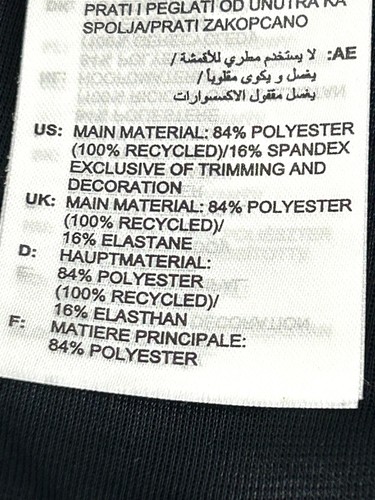 PRATI I PEGLATI OD UNUTRA KA
SPOLJA/PRATI ZAKOPCANO
AE: لا يستخدم مطري للأقمشة /
يغسل و يكوى مقلوبا /
يغسل مقفول الاكسسوارات
US: MAIN MATERIAL: 84% POLYESTER
(100% RECYCLED)/16% SPANDEX
EXCLUSIVE OF TRIMMING AND
DECORATION
UK: MAIN MATERIAL: 84% POLYESTER
(100% RECYCLED)/
16% ELASTANE
D: HAUPTMATERIAL:
84% POLYESTER
(100% RECYCLED)/
16% ELASTHAN
F: MATIERE PRINCIPALE:
84% POLYESTER